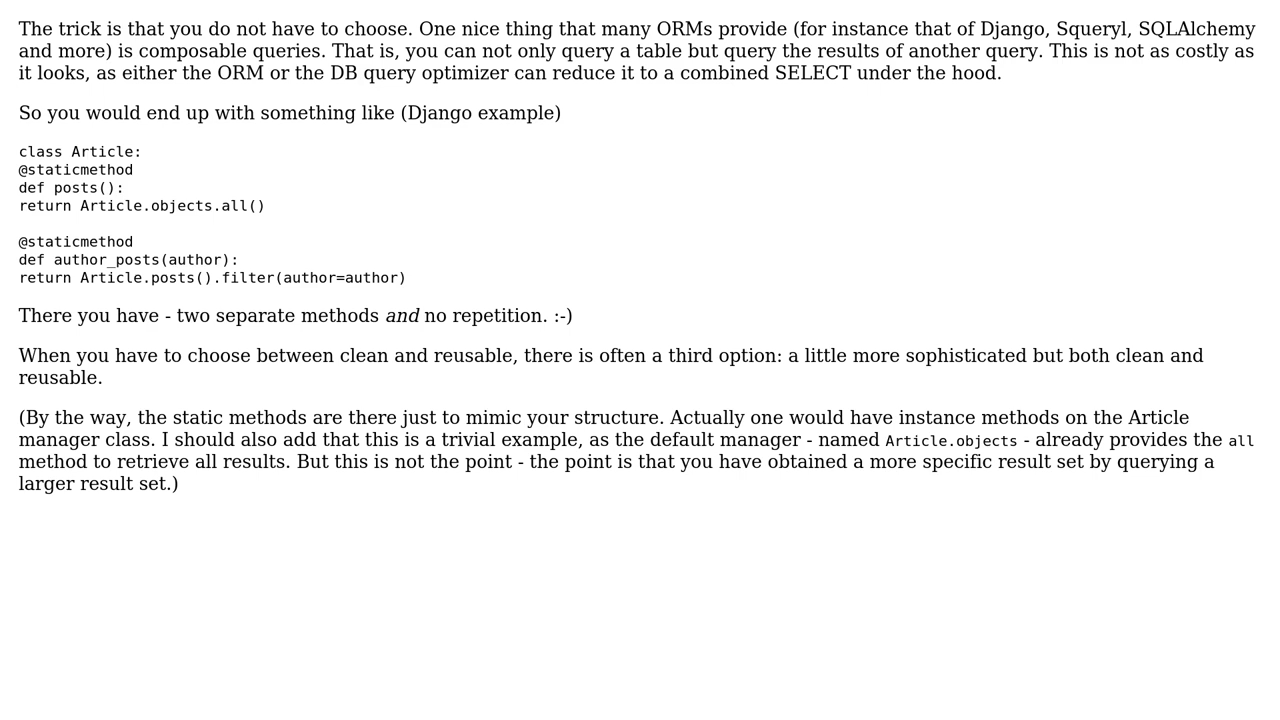 The trick is that you do not have to choose. One nice thing that many ORMs provide (for instance that of Django, Squeryl, SQLAlchemy
and more) is composable queries. That is, you can not only query a table but query the results of another query. This is not as costly as
it looks, as either the ORM or the DB query optimizer can reduce it to a combined SELECT under the hood.
So you would end up with something like (Django example)
class Article:
@staticmethod
def posts():
return Article.objects.all()
@staticmethod
def author_posts(author):
return Article.posts().filter(author=author)
There you have - two separate methods and no repetition. :-)
When you have to choose between clean and reusable, there is often a third option: a little more sophisticated but both clean and
reusable.
(By the way, the static methods are there just to mimic your structure. Actually one would have instance methods on the Article
manager class. I should also add that this is a trivial example, as the default manager - named Article.objects - already provides the all
method to retrieve all results. But this is not the point - the point is that you have obtained a more specific result set by querying a
larger result set.)